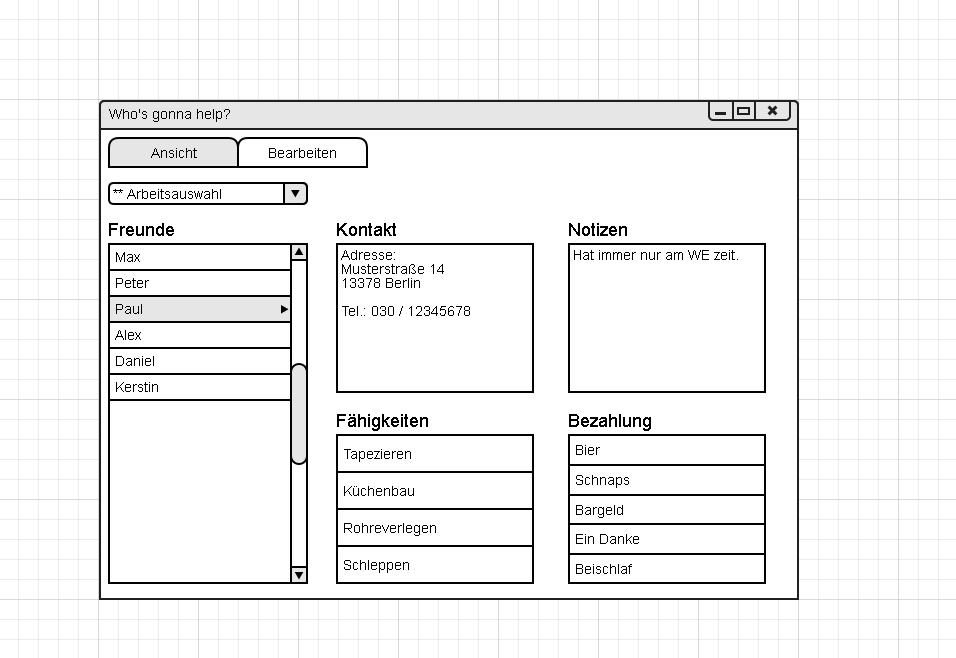 Who's gonna help?
Ansicht
Bearbeiten
** Arbeitsauswahl
Freunde
Max
Peter
Paul
Alex
Daniel
Kerstin
Kontakt
Adresse:
Musterstraße 14
13378 Berlin
Tel.: 030 / 12345678
Notizen
Hat immer nur am WE zeit.
Fähigkeiten
Tapezieren
Küchenbau
Rohreverlegen
Schleppen
Bezahlung
Bier
Schnaps
Bargeld
Ein Danke
Beischlaf